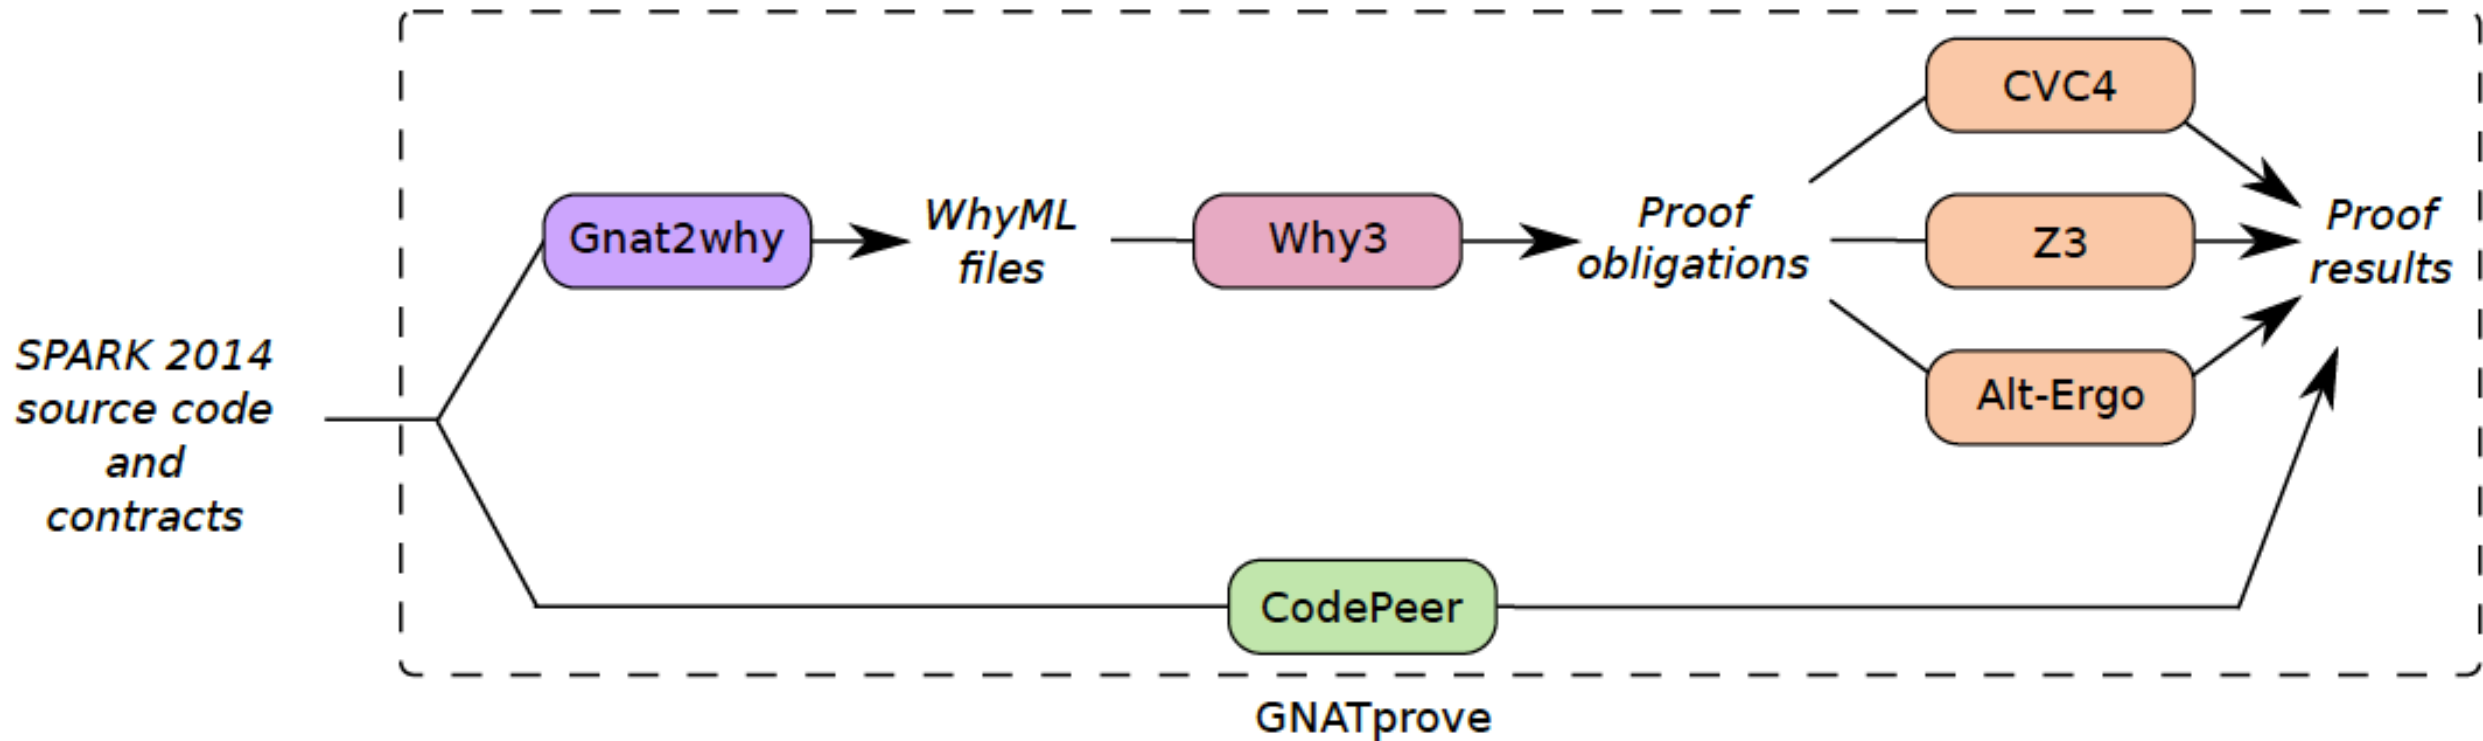 SPARK 2014
source code
and
contracts
Gnat2why
WhyML
files
Why3
Proof
obligations
CVC4
Z3
Alt-Ergo
Proof
results
CodePeer
GNATprove